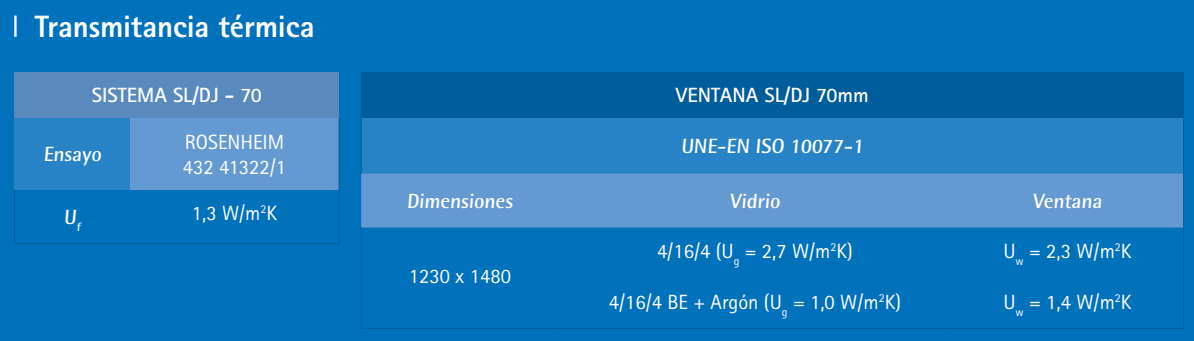 | Transmitancia térmica
SISTEMA SL/DJ - 70
Ensayo
ROSENHEIM
432 41322/1
U_f
1,3 W/m²K
VENTANA SL/DJ 70mm
UNE-EN ISO 10077-1
Dimensiones
Vidrio
Ventana
1230 x 1480
4/16/4 (U_g = 2,7 W/m²K)
U_w = 2,3 W/m²K
4/16/4 BE + Argón (U_g = 1,0 W/m²K)
U_w = 1,4 W/m²K